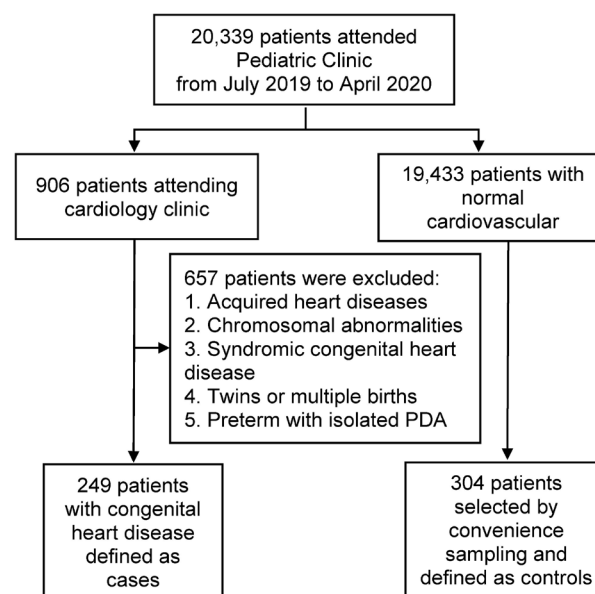 20,339 patients attended
Pediatric Clinic
from July 2019 to April 2020
906 patients attending
cardiology clinic
19,433 patients with
normal
cardiovascular
657 patients were excluded:
1. Acquired heart diseases
2. Chromosomal abnormalities
3. Syndromic congenital heart
disease
4. Twins or multiple births
5. Preterm with isolated PDA
249 patients
with congenital
heart disease
defined as
cases
304 patients
selected by
convenience
sampling and
defined as controls